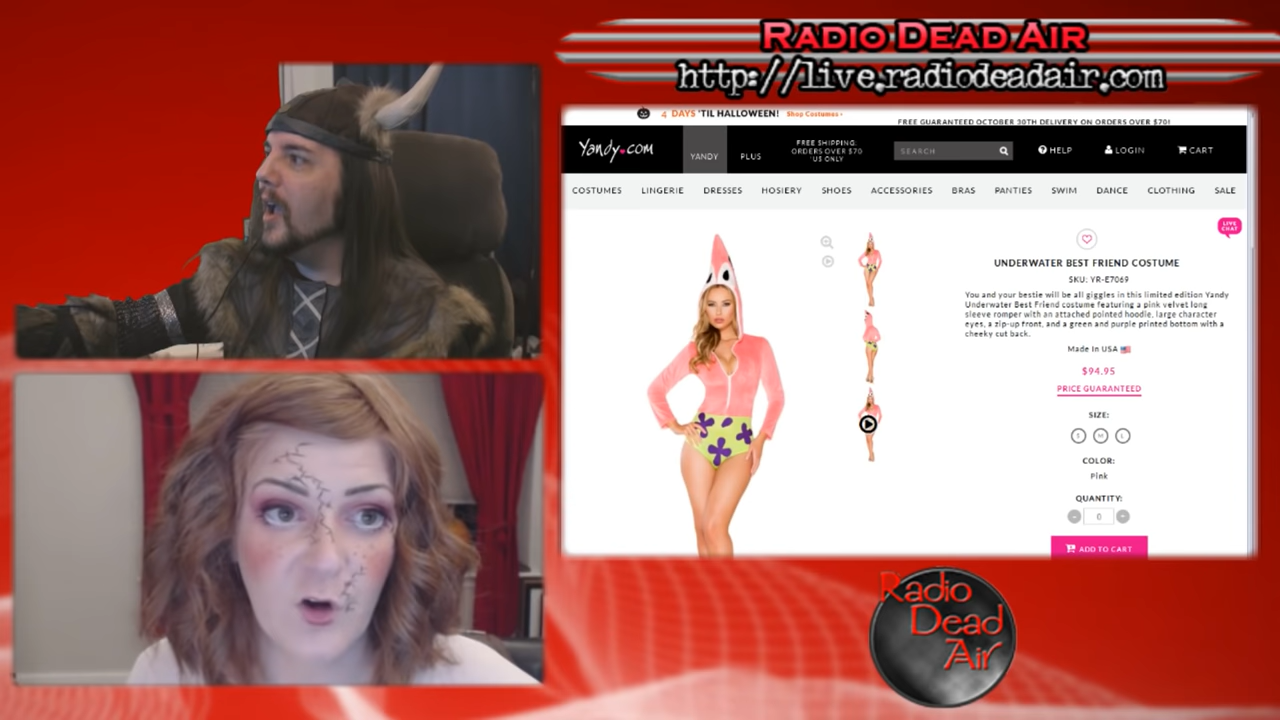 RADIO DEAD AIR
http://live.radiodeadair.com
4 DAYS 'TIL HALLOWEEN! Shop Costumes ›
FREE GUARANTEED OCTOBER 30TH DELIVERY ON ORDERS OVER $70!
Yandy.com
YANDY
PLUS
FREE SHIPPING:
ORDERS OVER $70
US ONLY
SEARCH
HELP
LOGIN
CART
COSTUMES LINGERIE DRESSES HOSIERY SHOES ACCESSORIES BRAS PANTIES SWIM DANCE CLOTHING SALE
LIVE
CHAT
UNDERWATER BEST FRIEND COSTUME
SKU: YR-E7069
You and your bestie will be all giggles in this limited edition Yandy
Underwater Best Friend costume featuring a pink velvet long
sleeve romper with an attached pointed hoodie, large character
eyes, a zip-up front, and a green and purple printed bottom with a
cheeky cut back.
Made In USA
$94.95
PRICE GUARANTEED
SIZE:
S M L
COLOR:
Pink
QUANTITY:
- 0 +
ADD TO CART
Radio
Dead
Air